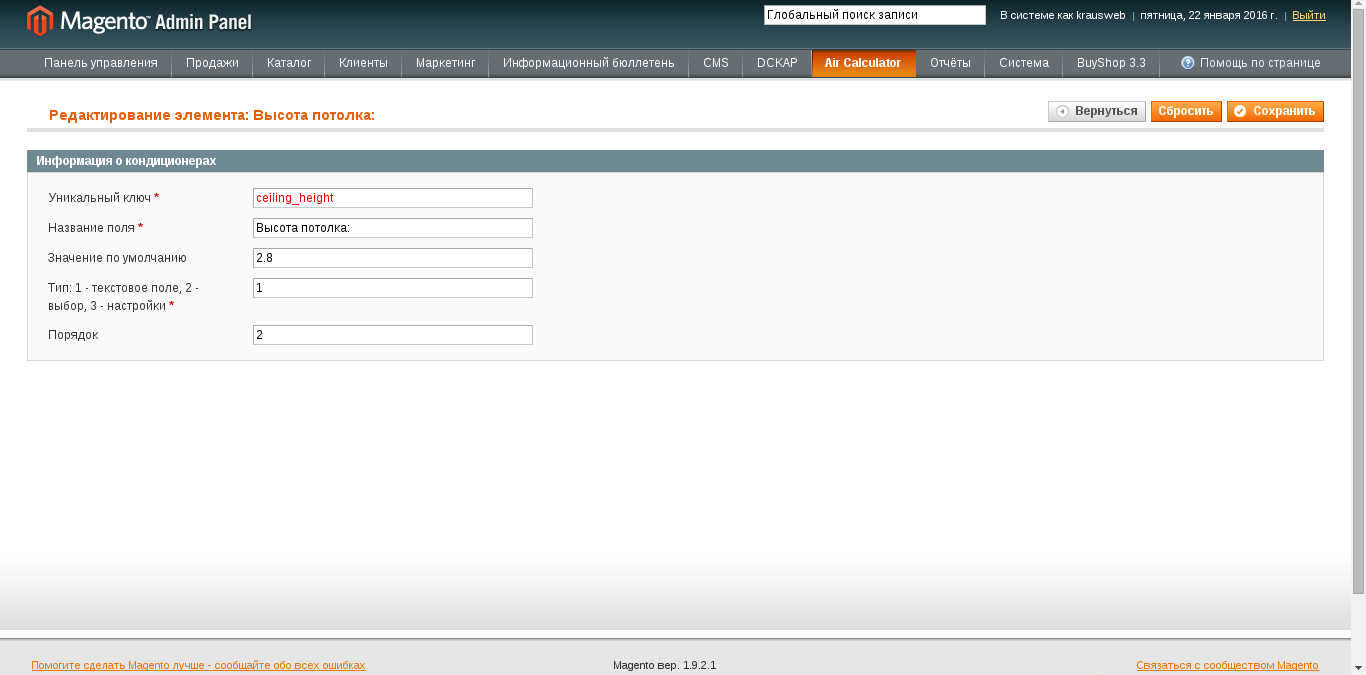 Magento™ Admin Panel
Глобальный поиск записи
В системе как krausweb | пятница, 22 января 2016 г. | Выйти
Панель управления Продажи Каталог Клиенты Маркетинг Информационный бюллетень CMS DCKAP Air Calculator Отчёты Система BuyShop 3.3 Помощь по странице
Редактирование элемента: Высота потолка:
Вернуться Сбросить Сохранить
Информация о кондиционерах
Уникальный ключ * ceiling_height
Название поля * Высота потолка:
Значение по умолчанию 2.8
Тип: 1 - текстовое поле, 2 - 1
выбор, 3 - настройки *
Порядок 2
Помогите сделать Magento лучше - сообщайте обо всех ошибках Magento вер. 1.9.2.1 Связаться с сообществом Magento